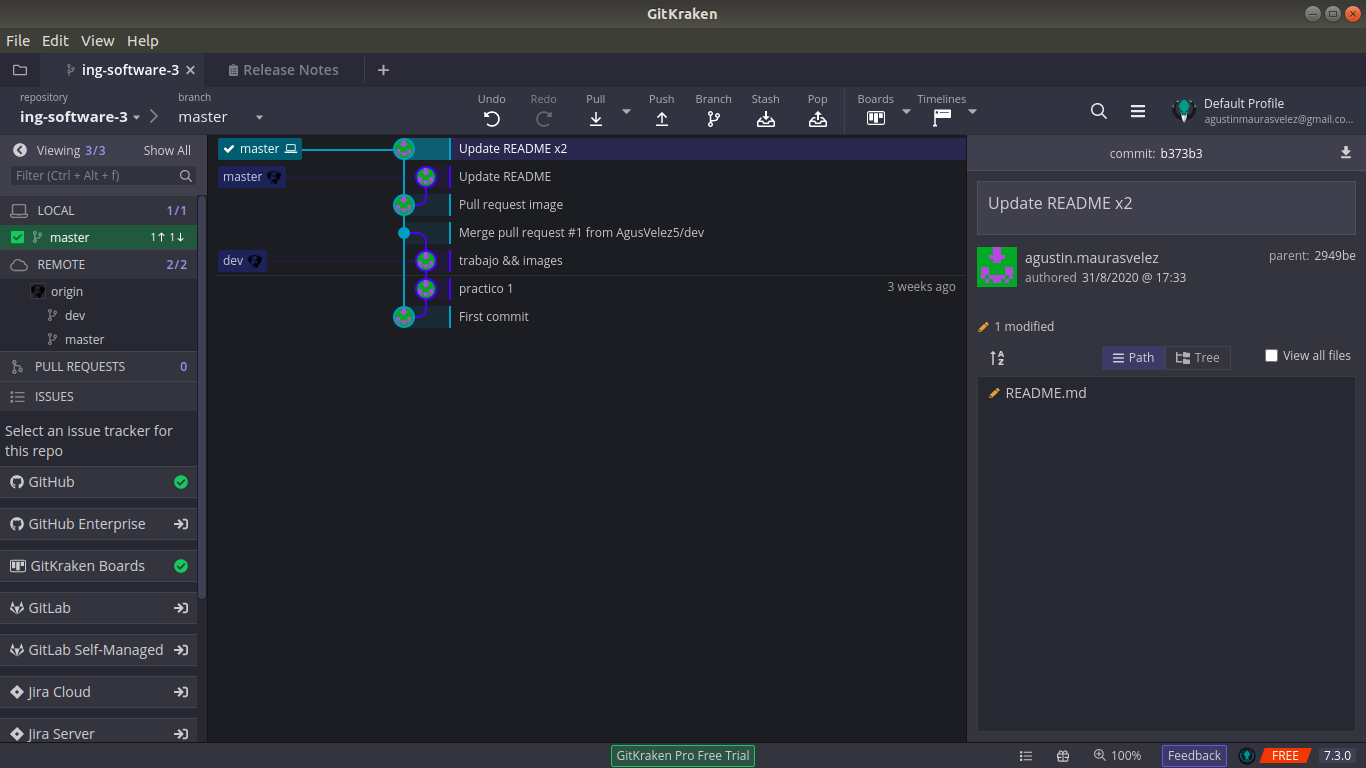 GitKraken
File Edit View Help
ing-software-3
Release Notes
repository
ing-software-3
branch
master
Undo
Redo
Pull
Push
Branch
Stash
Pop
Boards
Timelines
Default Profile
agustinmaurasvelez@gmail.co...
Viewing 3/3 Show All
Filter (Ctrl + Alt + f)
LOCAL 1/1
master 1↑ 1↓
REMOTE 2/2
origin
dev
master
PULL REQUESTS 0
ISSUES
Select an issue tracker for
this repo
GitHub
GitHub Enterprise
GitKraken Boards
GitLab
GitLab Self-Managed
Jira Cloud
Jira Server
master Update README x2
master Update README
Pull request image
Merge pull request #1 from AgusVelez5/dev
dev trabajo && images
practico 1 3 weeks ago
First commit
commit: b373b3
Update README x2
agustin.maurasvelez
authored 31/8/2020 @ 17:33
parent: 2949be
1 modified
Path
Tree
View all files
README.md
GitKraken Pro Free Trial
100%
Feedback
FREE
7.3.0